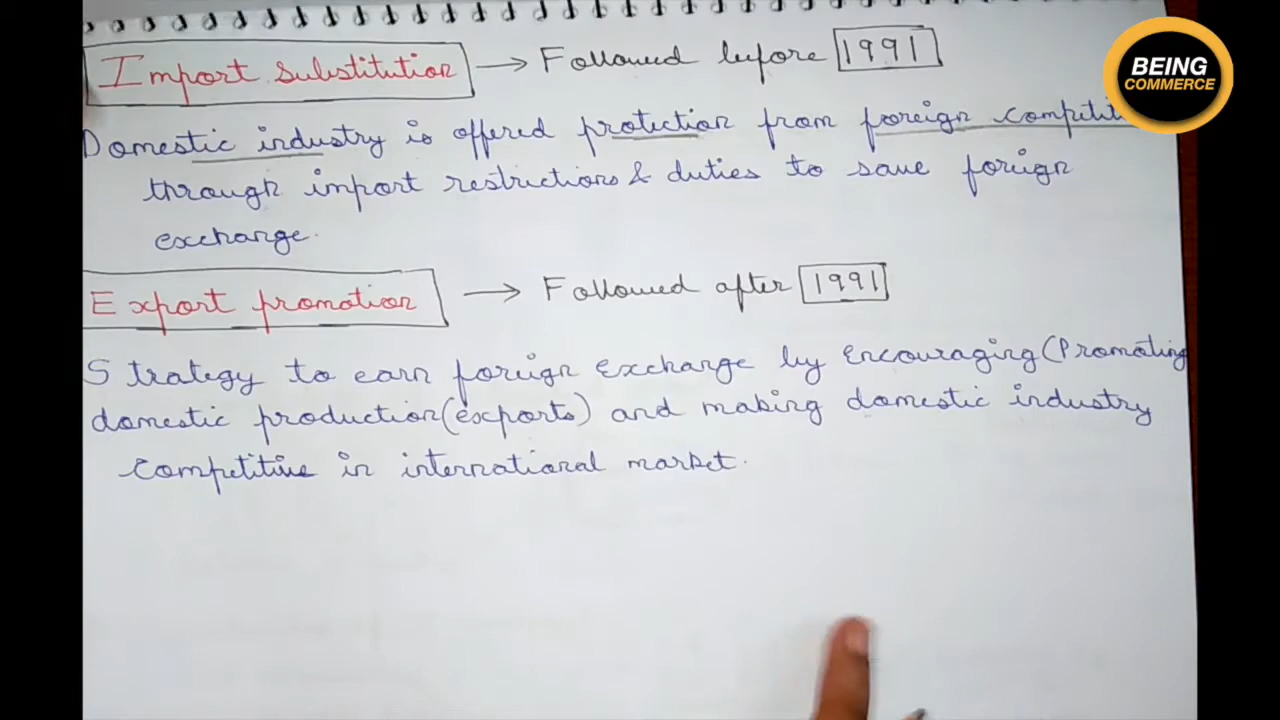 Import Substitution → Followed before 1991
BEING
COMMERCE
Domestic industry is offered protection from foreign competiti
through import restrictions & duties to save foreign
exchange.
Export promotion → Followed after 1991
Strategy to earn foreign Exchange by Encouraging (Promoting
domestic production (exports) and making domestic industry
competitive in international market.